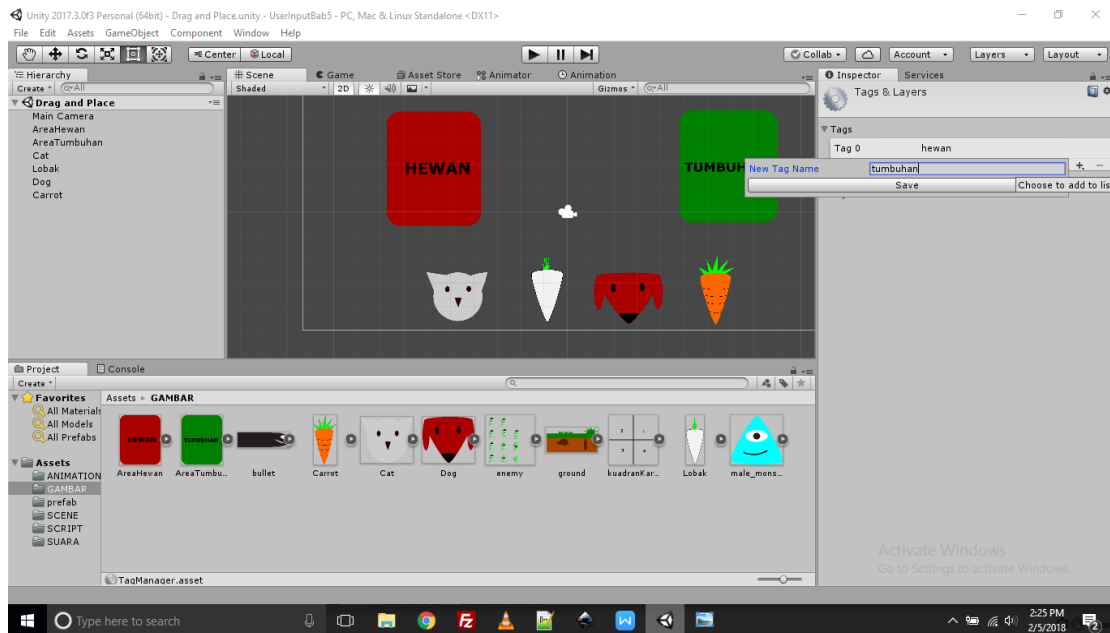 Unity 2017.3.0f3 Personal (64bit) - Drag and Place.unity - UserInputBab5 - PC, Mac & Linux Standalone <DX11>
File Edit Assets GameObject Component Window Help
Center Local Collab Account Layers Layout
Hierarchy
Create All
Drag and Place
Main Camera
AreaHewan
AreaTumbuhan
Cat
Lobak
Dog
Carrot
Scene Game Asset Store Animator Animation
Shaded 2D Gizmos All
HEWAN
TUMBUH
Inspector Services
Tags & Layers
Tags
Tag 0 hewan
New Tag Name tumbuhan
Save
Choose to add to lis
Project Console
Create
Favorites
All Materials
All Models
All Prefabs
Assets
ANIMATION
GAMBAR
prefab
SCENE
SCRIPT
SUARA
Assets GAMBAR
HEWAN TUMBUHAN
AreaHewan AreaTumbu... bullet Carrot Cat Dog enemy ground kuadranKar... Lobak male_mons...
TagManager.asset
Activate Windows
Go to Settings to activate Windows.
Type here to search
2:25 PM
2/5/2018
2